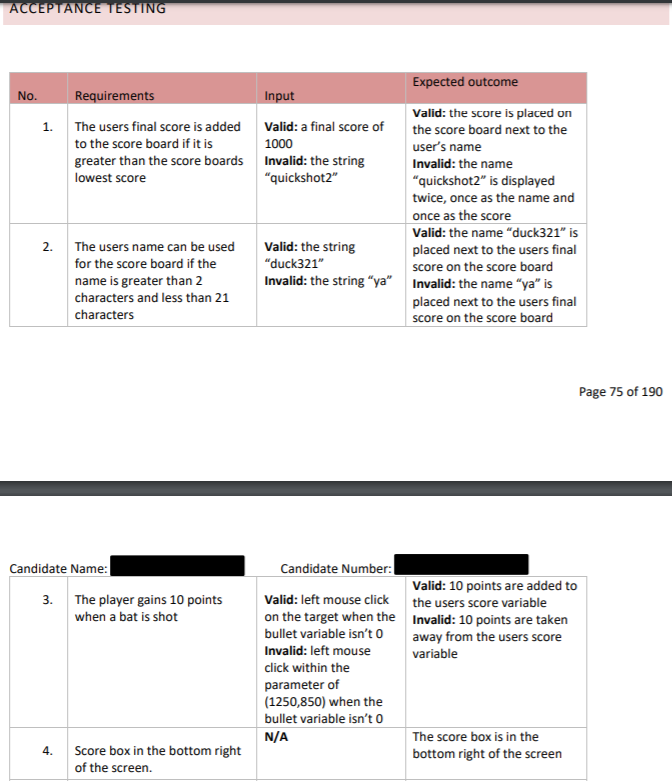 ACCEPTANCE TESTING
No. Requirements Input Expected outcome
1. The users final score is added
to the score board if it is
greater than the score boards
lowest score
Valid: a final score of
1000
Invalid: the string
“quickshot2”
Valid: the score is placed on
the score board next to the
user’s name
Invalid: the name
“quickshot2” is displayed
twice, once as the name and
once as the score
2. The users name can be used
for the score board if the
name is greater than 2
characters and less than 21
characters
Valid: the string
“duck321”
Invalid: the string “ya”
Valid: the name “duck321” is
placed next to the users final
score on the score board
Invalid: the name “ya” is
placed next to the users final
score on the score board
Page 75 of 190
Candidate Name: Candidate Number:
3. The player gains 10 points
when a bat is shot
Valid: left mouse click
on the target when the
bullet variable isn’t 0
Invalid: left mouse
click within the
parameter of
(1250,850) when the
bullet variable isn’t 0
Valid: 10 points are added to
the users score variable
Invalid: 10 points are taken
away from the users score
variable
4. Score box in the bottom right
of the screen.
N/A
The score box is in the
bottom right of the screen